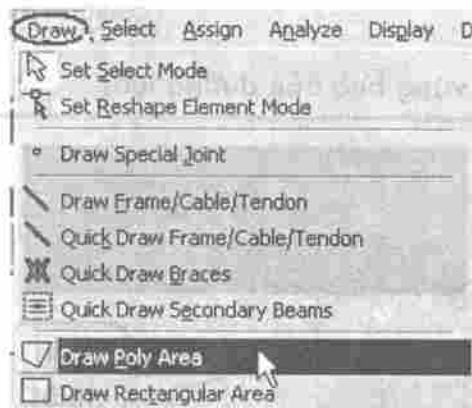 Draw Select Assign Analyze Display D
Set Select Mode
Set Reshape Element Mode
Draw Special Joint
Draw Frame/Cable/Tendon
Quick Draw Frame/Cable/Tendon
Quick Draw Braces
Quick Draw Secondary Beams
Draw Poly Area
Draw Rectangular Area